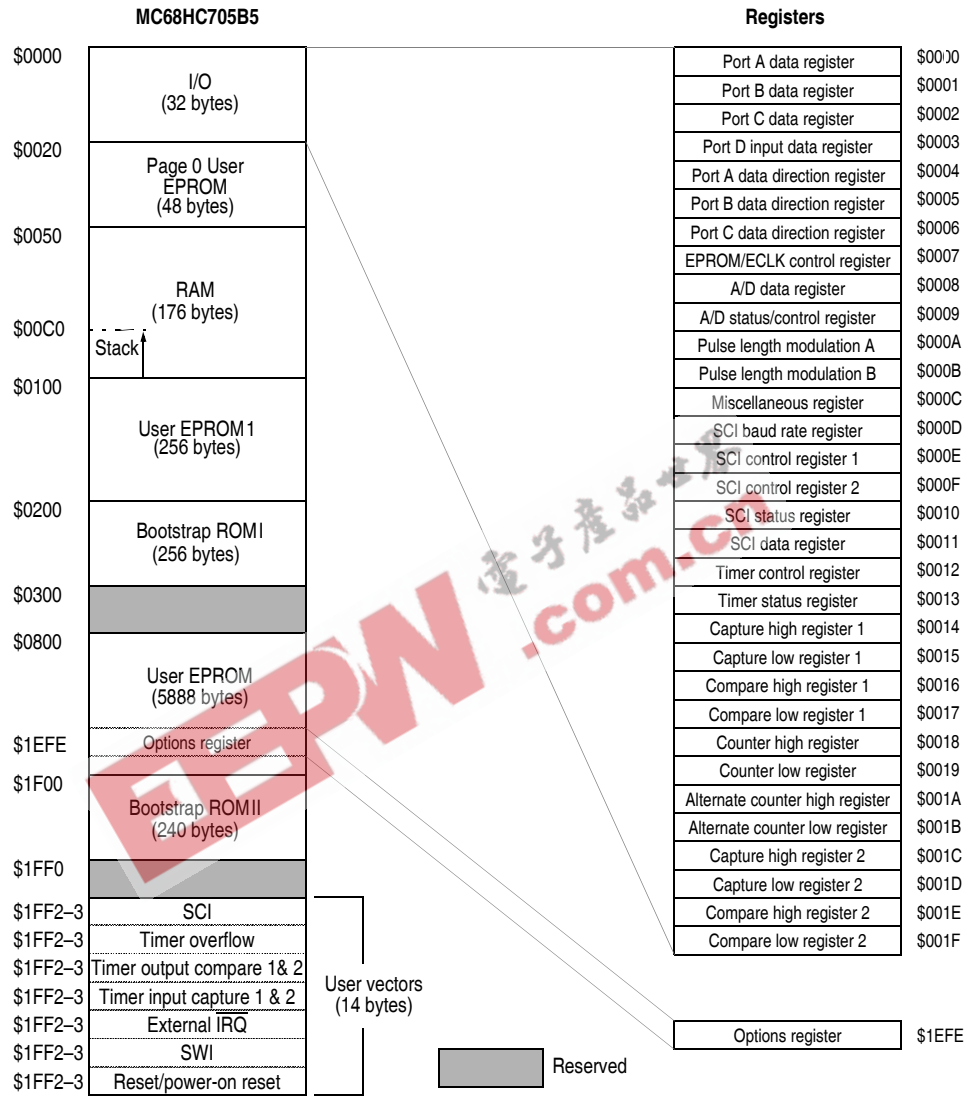 MC68HC705B5
Registers
$0000
I/O
(32 bytes)
$0020
Page 0 User
EPROM
(48 bytes)
$0050
RAM
(176 bytes)
$00C0
Stack
$0100
User EPROM1
(256 bytes)
$0200
Bootstrap ROMI
(256 bytes)
$0300
$0800
User EPROM
(5888 bytes)
$1EFE
Options register
$1F00
Bootstrap ROMII
(240 bytes)
$1FF0
$1FF2–3 SCI
$1FF2–3 Timer overflow
$1FF2–3 Timer output compare 1& 2
$1FF2–3 Timer input capture 1 & 2
$1FF2–3 External IRQ
$1FF2–3 SWI
$1FF2–3 Reset/power-on reset
User vectors
(14 bytes)
Reserved
Port A data register $0000
Port B data register $0001
Port C data register $0002
Port D input data register $0003
Port A data direction register $0004
Port B data direction register $0005
Port C data direction register $0006
EPROM/ECLK control register $0007
A/D data register $0008
A/D status/control register $0009
Pulse length modulation A $000A
Pulse length modulation B $000B
Miscellaneous register $000C
SCI baud rate register $000D
SCI control register 1 $000E
SCI control register 2 $000F
SCI status register $0010
SCI data register $0011
Timer control register $0012
Timer status register $0013
Capture high register 1 $0014
Capture low register 1 $0015
Compare high register 1 $0016
Compare low register 1 $0017
Counter high register $0018
Counter low register $0019
Alternate counter high register $001A
Alternate counter low register $001B
Capture high register 2 $001C
Capture low register 2 $001D
Compare high register 2 $001E
Compare low register 2 $001F
Options register $1EFE
EEPW
電子產品世界
.com.cn